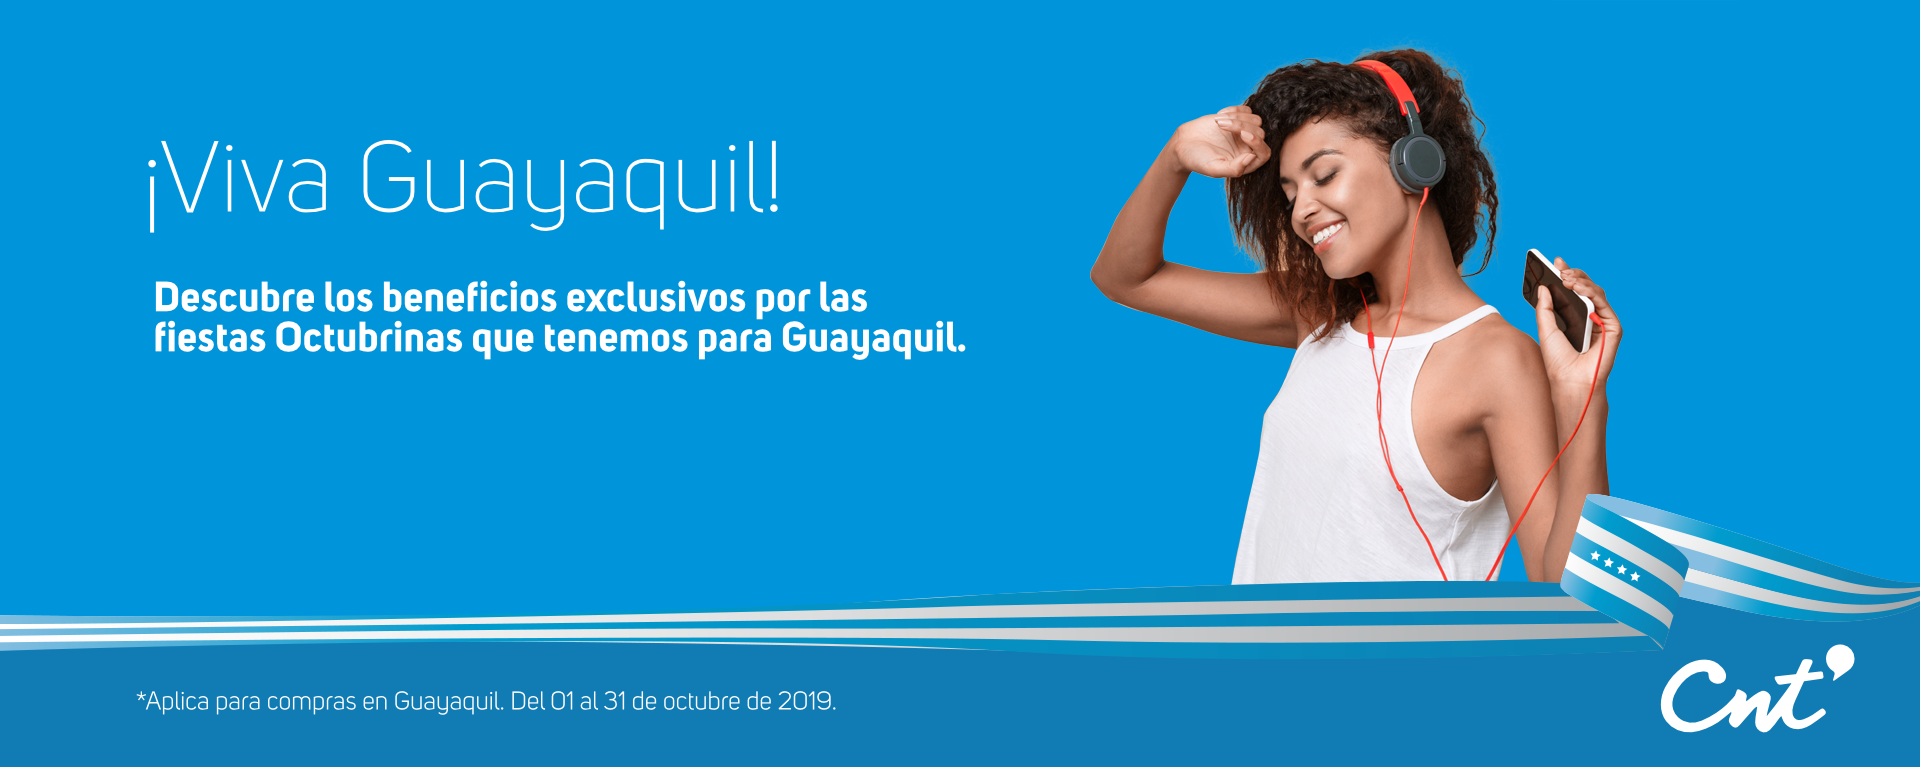 ¡Viva Guayaquil!
Descubre los beneficios exclusivos por las
fiestas Octubrinas que tenemos para Guayaquil.
*Aplica para compras en Guayaquil. Del 01 al 31 de octubre de 2019.
Cnt